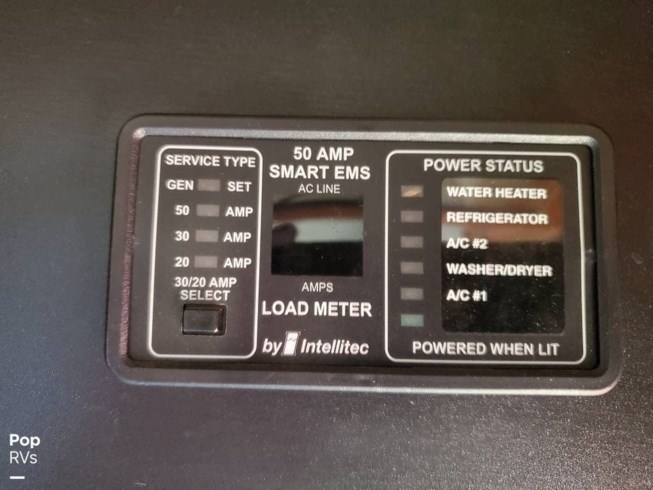 SERVICE TYPE
GEN SET
50 AMP
30 AMP
20 AMP
30/20 AMP
SELECT
50 AMP
SMART EMS
AC LINE
AMPS
LOAD METER
by Intellitec
POWER STATUS
WATER HEATER
REFRIGERATOR
A/C #2
WASHER/DRYER
A/C #1
POWERED WHEN LIT
Pop
RVs